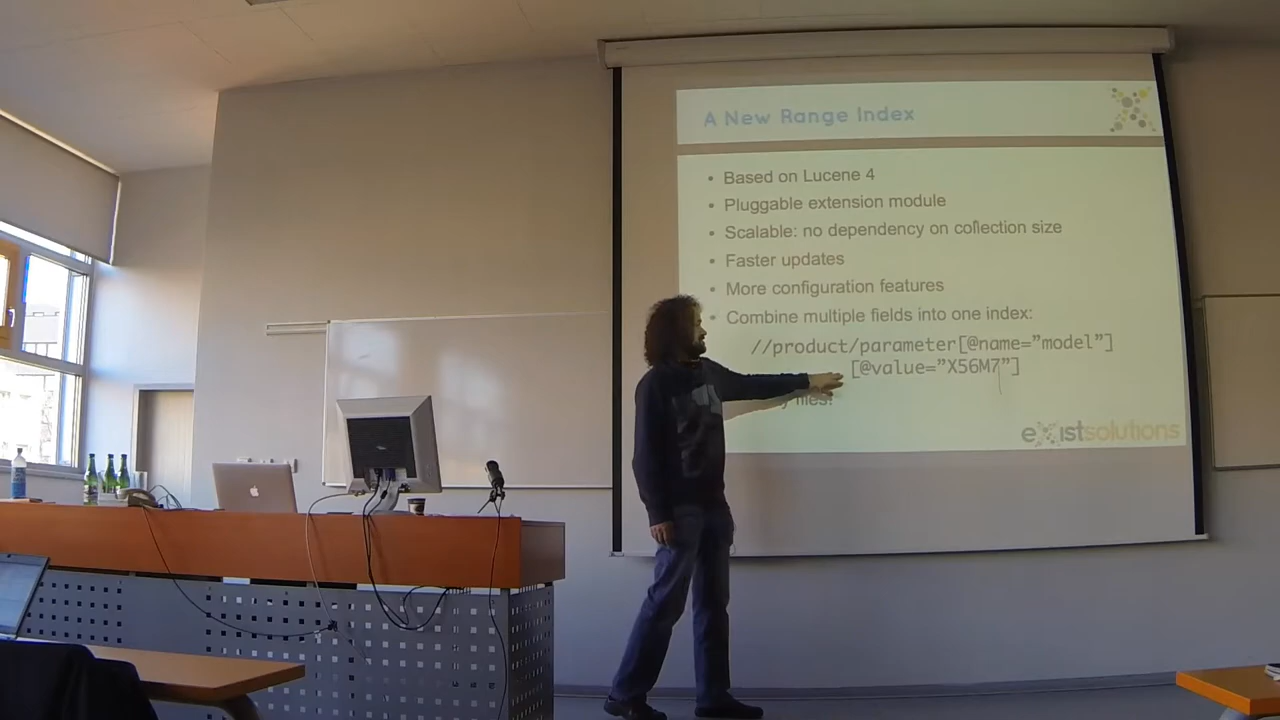 A New Range Index
• Based on Lucene 4
• Pluggable extension module
• Scalable: no dependency on collection size
• Faster updates
• More configuration features
• Combine multiple fields into one index:
//product/parameter[@name=”model”]
[@value=”X56M7”]
files!
eXistsolutions